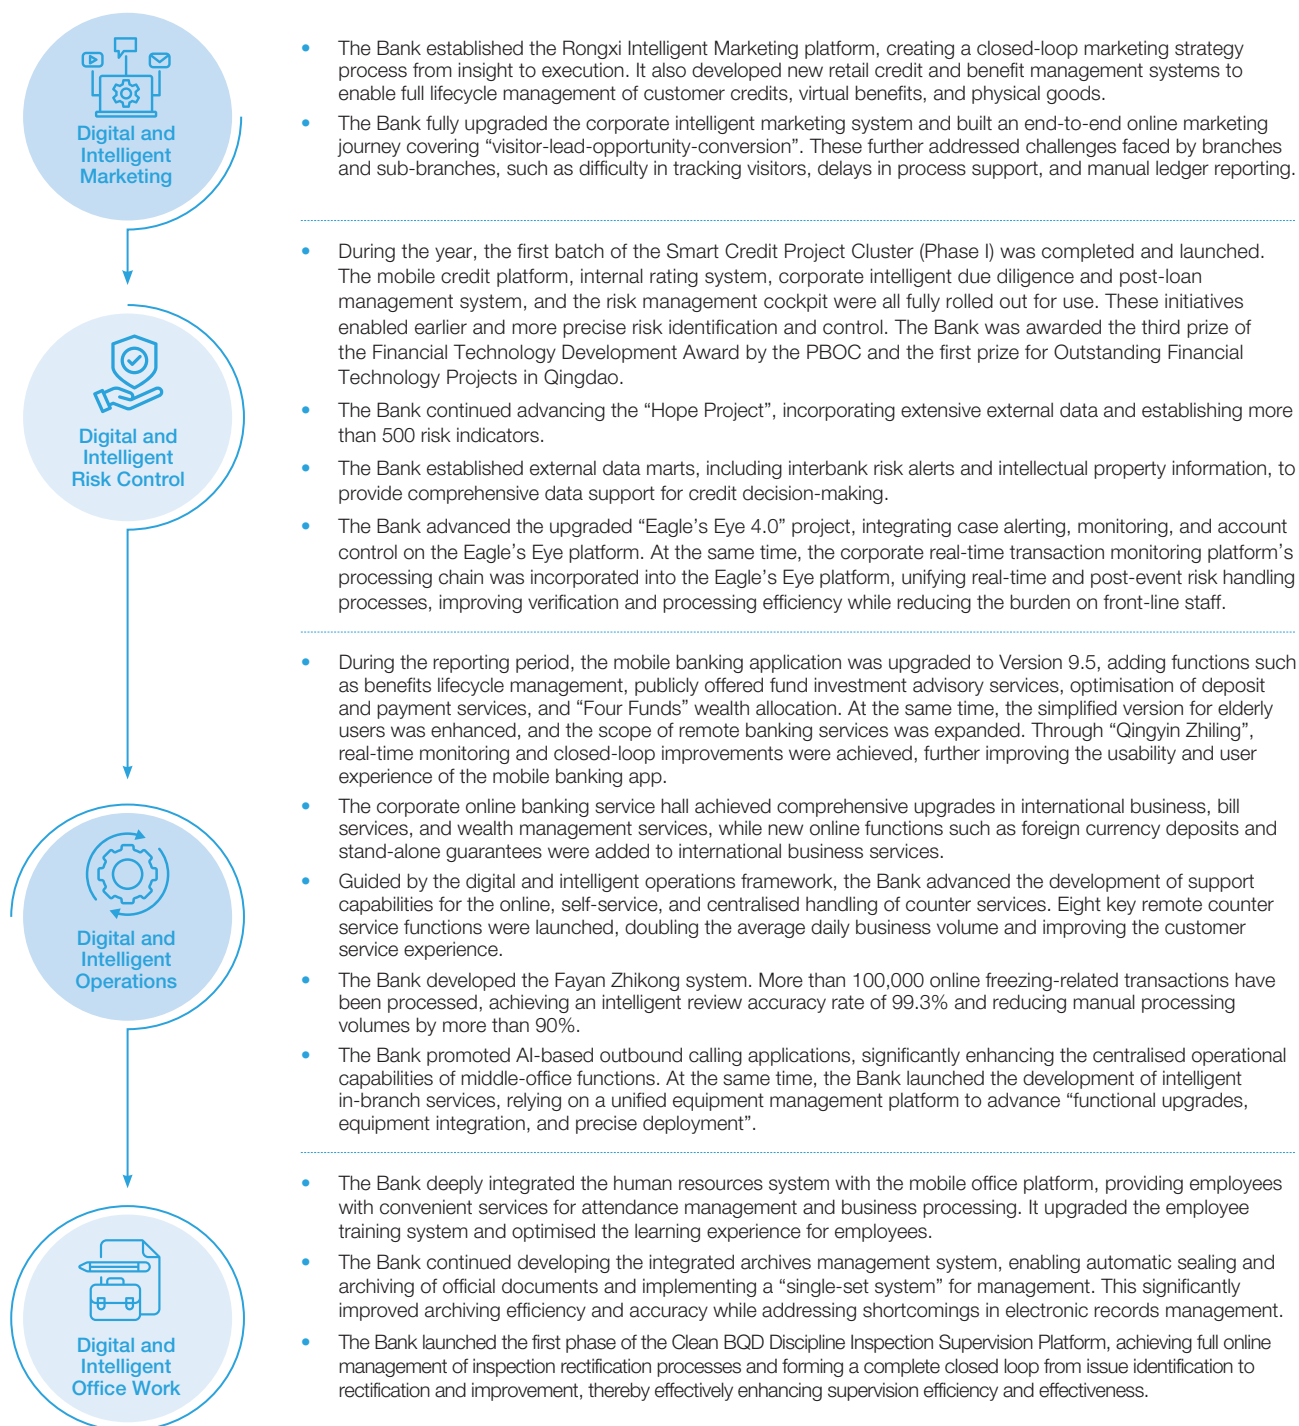 Digital and
Intelligent
Marketing
• The Bank established the Rongxi Intelligent Marketing platform, creating a closed-loop marketing strategy
process from insight to execution. It also developed new retail credit and benefit management systems to
enable full lifecycle management of customer credits, virtual benefits, and physical goods.
• The Bank fully upgraded the corporate intelligent marketing system and built an end-to-end online marketing
journey covering “visitor-lead-opportunity-conversion”. These further addressed challenges faced by branches
and sub-branches, such as difficulty in tracking visitors, delays in process support, and manual ledger reporting.
Digital and
Intelligent
Risk Control
• During the year, the first batch of the Smart Credit Project Cluster (Phase I) was completed and launched.
The mobile credit platform, internal rating system, corporate intelligent due diligence and post-loan
management system, and the risk management cockpit were all fully rolled out for use. These initiatives
enabled earlier and more precise risk identification and control. The Bank was awarded the third prize of
the Financial Technology Development Award by the PBOC and the first prize for Outstanding Financial
Technology Projects in Qingdao.
• The Bank continued advancing the “Hope Project”, incorporating extensive external data and establishing more
than 500 risk indicators.
• The Bank established external data marts, including interbank risk alerts and intellectual property information, to
provide comprehensive data support for credit decision-making.
• The Bank advanced the upgraded “Eagle’s Eye 4.0” project, integrating case alerting, monitoring, and account
control on the Eagle’s Eye platform. At the same time, the corporate real-time transaction monitoring platform’s
processing chain was incorporated into the Eagle’s Eye platform, unifying real-time and post-event risk handling
processes, improving verification and processing efficiency while reducing the burden on front-line staff.
Digital and
Intelligent
Operations
• During the reporting period, the mobile banking application was upgraded to Version 9.5, adding functions such
as benefits lifecycle management, publicly offered fund investment advisory services, optimisation of deposit
and payment services, and “Four Funds” wealth allocation. At the same time, the simplified version for elderly
users was enhanced, and the scope of remote banking services was expanded. Through “Qingyin Zhiling”,
real-time monitoring and closed-loop improvements were achieved, further improving the usability and user
experience of the mobile banking app.
• The corporate online banking service hall achieved comprehensive upgrades in international business, bill
services, and wealth management services, while new online functions such as foreign currency deposits and
stand-alone guarantees were added to international business services.
• Guided by the digital and intelligent operations framework, the Bank advanced the development of support
capabilities for the online, self-service, and centralised handling of counter services. Eight key remote counter
service functions were launched, doubling the average daily business volume and improving the customer
service experience.
• The Bank developed the Fayan Zhikong system. More than 100,000 online freezing-related transactions have
been processed, achieving an intelligent review accuracy rate of 99.3% and reducing manual processing
volumes by more than 90%.
• The Bank promoted AI-based outbound calling applications, significantly enhancing the centralised operational
capabilities of middle-office functions. At the same time, the Bank launched the development of intelligent
in-branch services, relying on a unified equipment management platform to advance “functional upgrades,
equipment integration, and precise deployment”.
Digital and
Intelligent
Office Work
• The Bank deeply integrated the human resources system with the mobile office platform, providing employees
with convenient services for attendance management and business processing. It upgraded the employee
training system and optimised the learning experience for employees.
• The Bank continued developing the integrated archives management system, enabling automatic sealing and
archiving of official documents and implementing a “single-set system” for management. This significantly
improved archiving efficiency and accuracy while addressing shortcomings in electronic records management.
• The Bank launched the first phase of the Clean BQD Discipline Inspection Supervision Platform, achieving full online
management of inspection rectification processes and forming a complete closed loop from issue identification to
rectification and improvement, thereby effectively enhancing supervision efficiency and effectiveness.